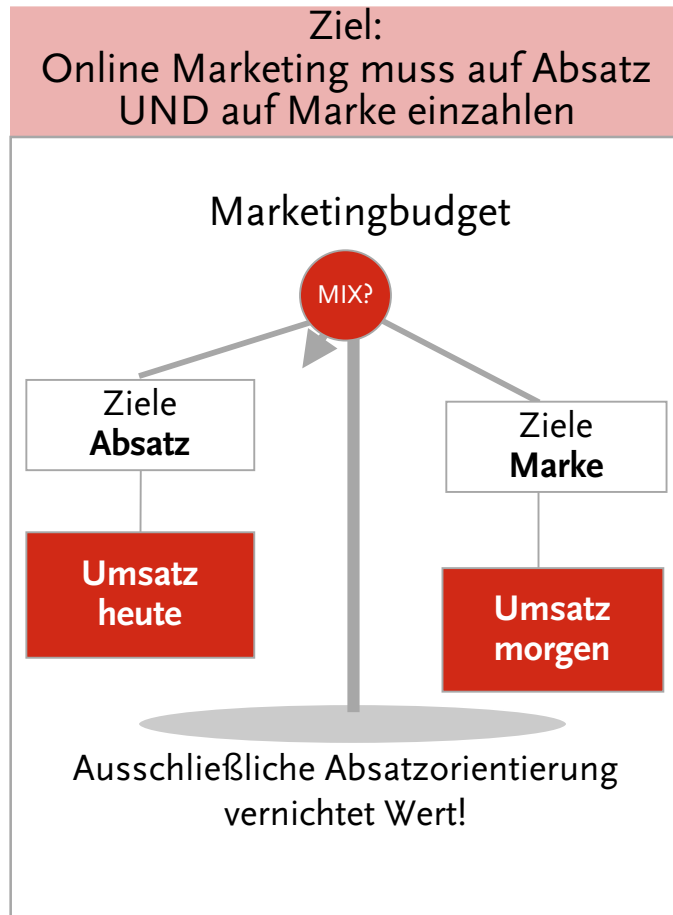 Ziel:
Online Marketing muss auf Absatz
UND auf Marke einzahlen
Marketingbudget
MIX?
Ziele
Absatz
Ziele
Marke
Umsatz
heute
Umsatz
morgen
Ausschließliche Absatzorientierung
vernichtet Wert!